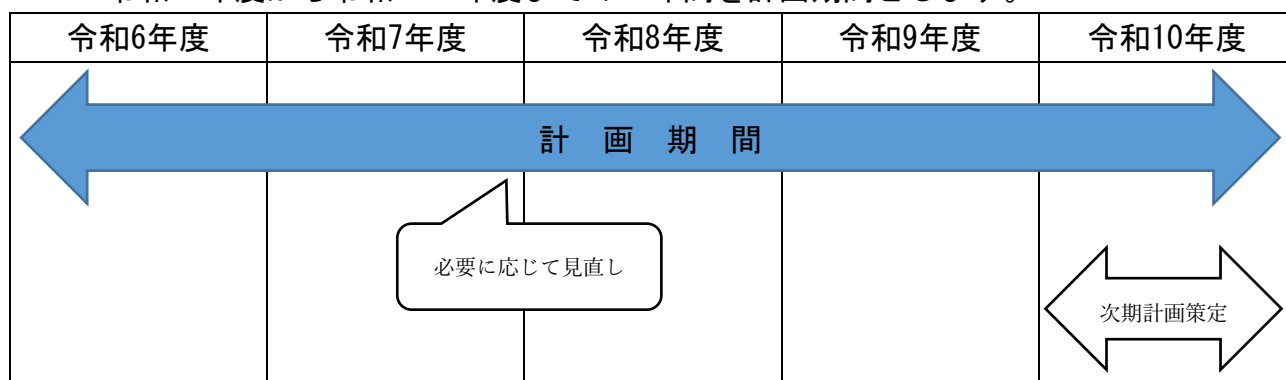 令和6年度 令和7年度 令和8年度 令和9年度 令和10年度
計 画 期 間
必要に応じて見直し
次期計画策定